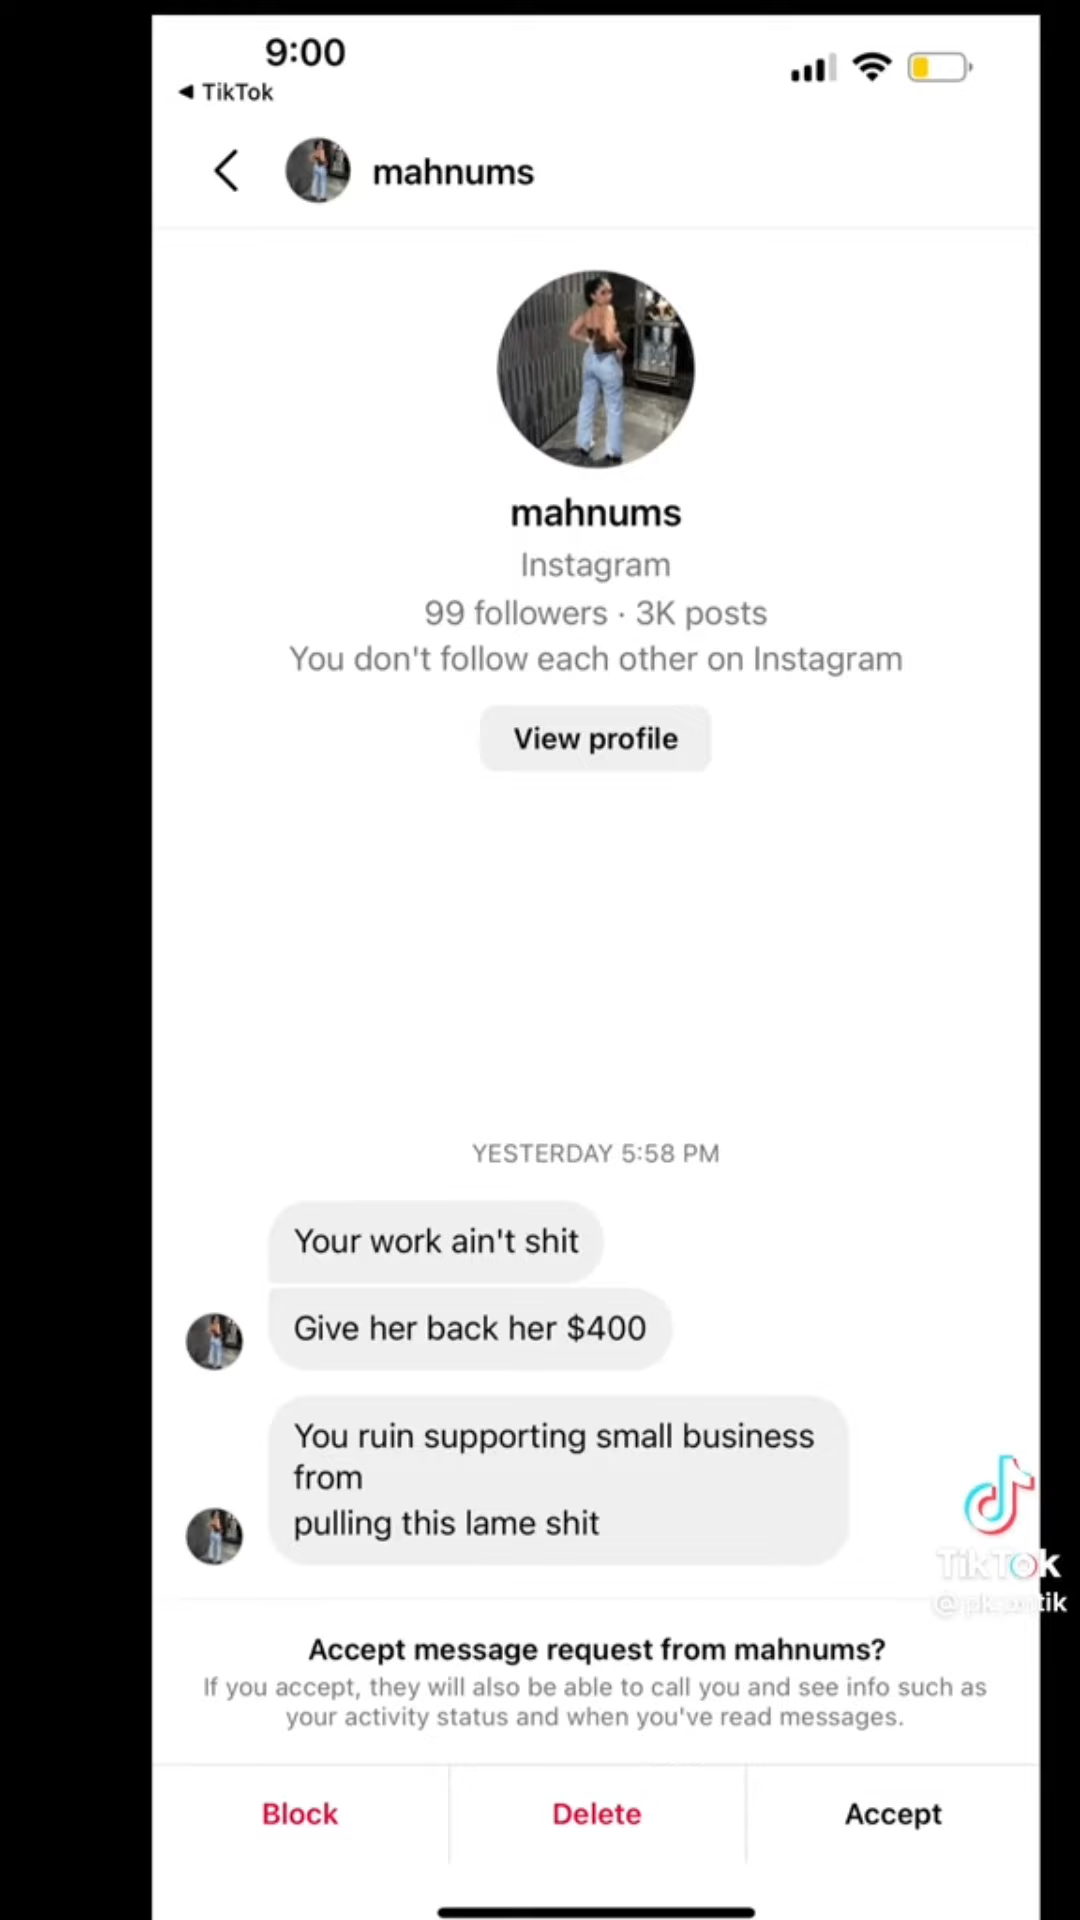 9:00
◀ TikTok
mahnums
mahnums
Instagram
99 followers · 3K posts
You don't follow each other on Instagram
View profile
YESTERDAY 5:58 PM
Your work ain't shit
Give her back her $400
You ruin supporting small business
from
pulling this lame shit
TikTok
Accept message request from mahnums?
If you accept, they will also be able to call you and see info such as
your activity status and when you've read messages.
Block
Delete
Accept